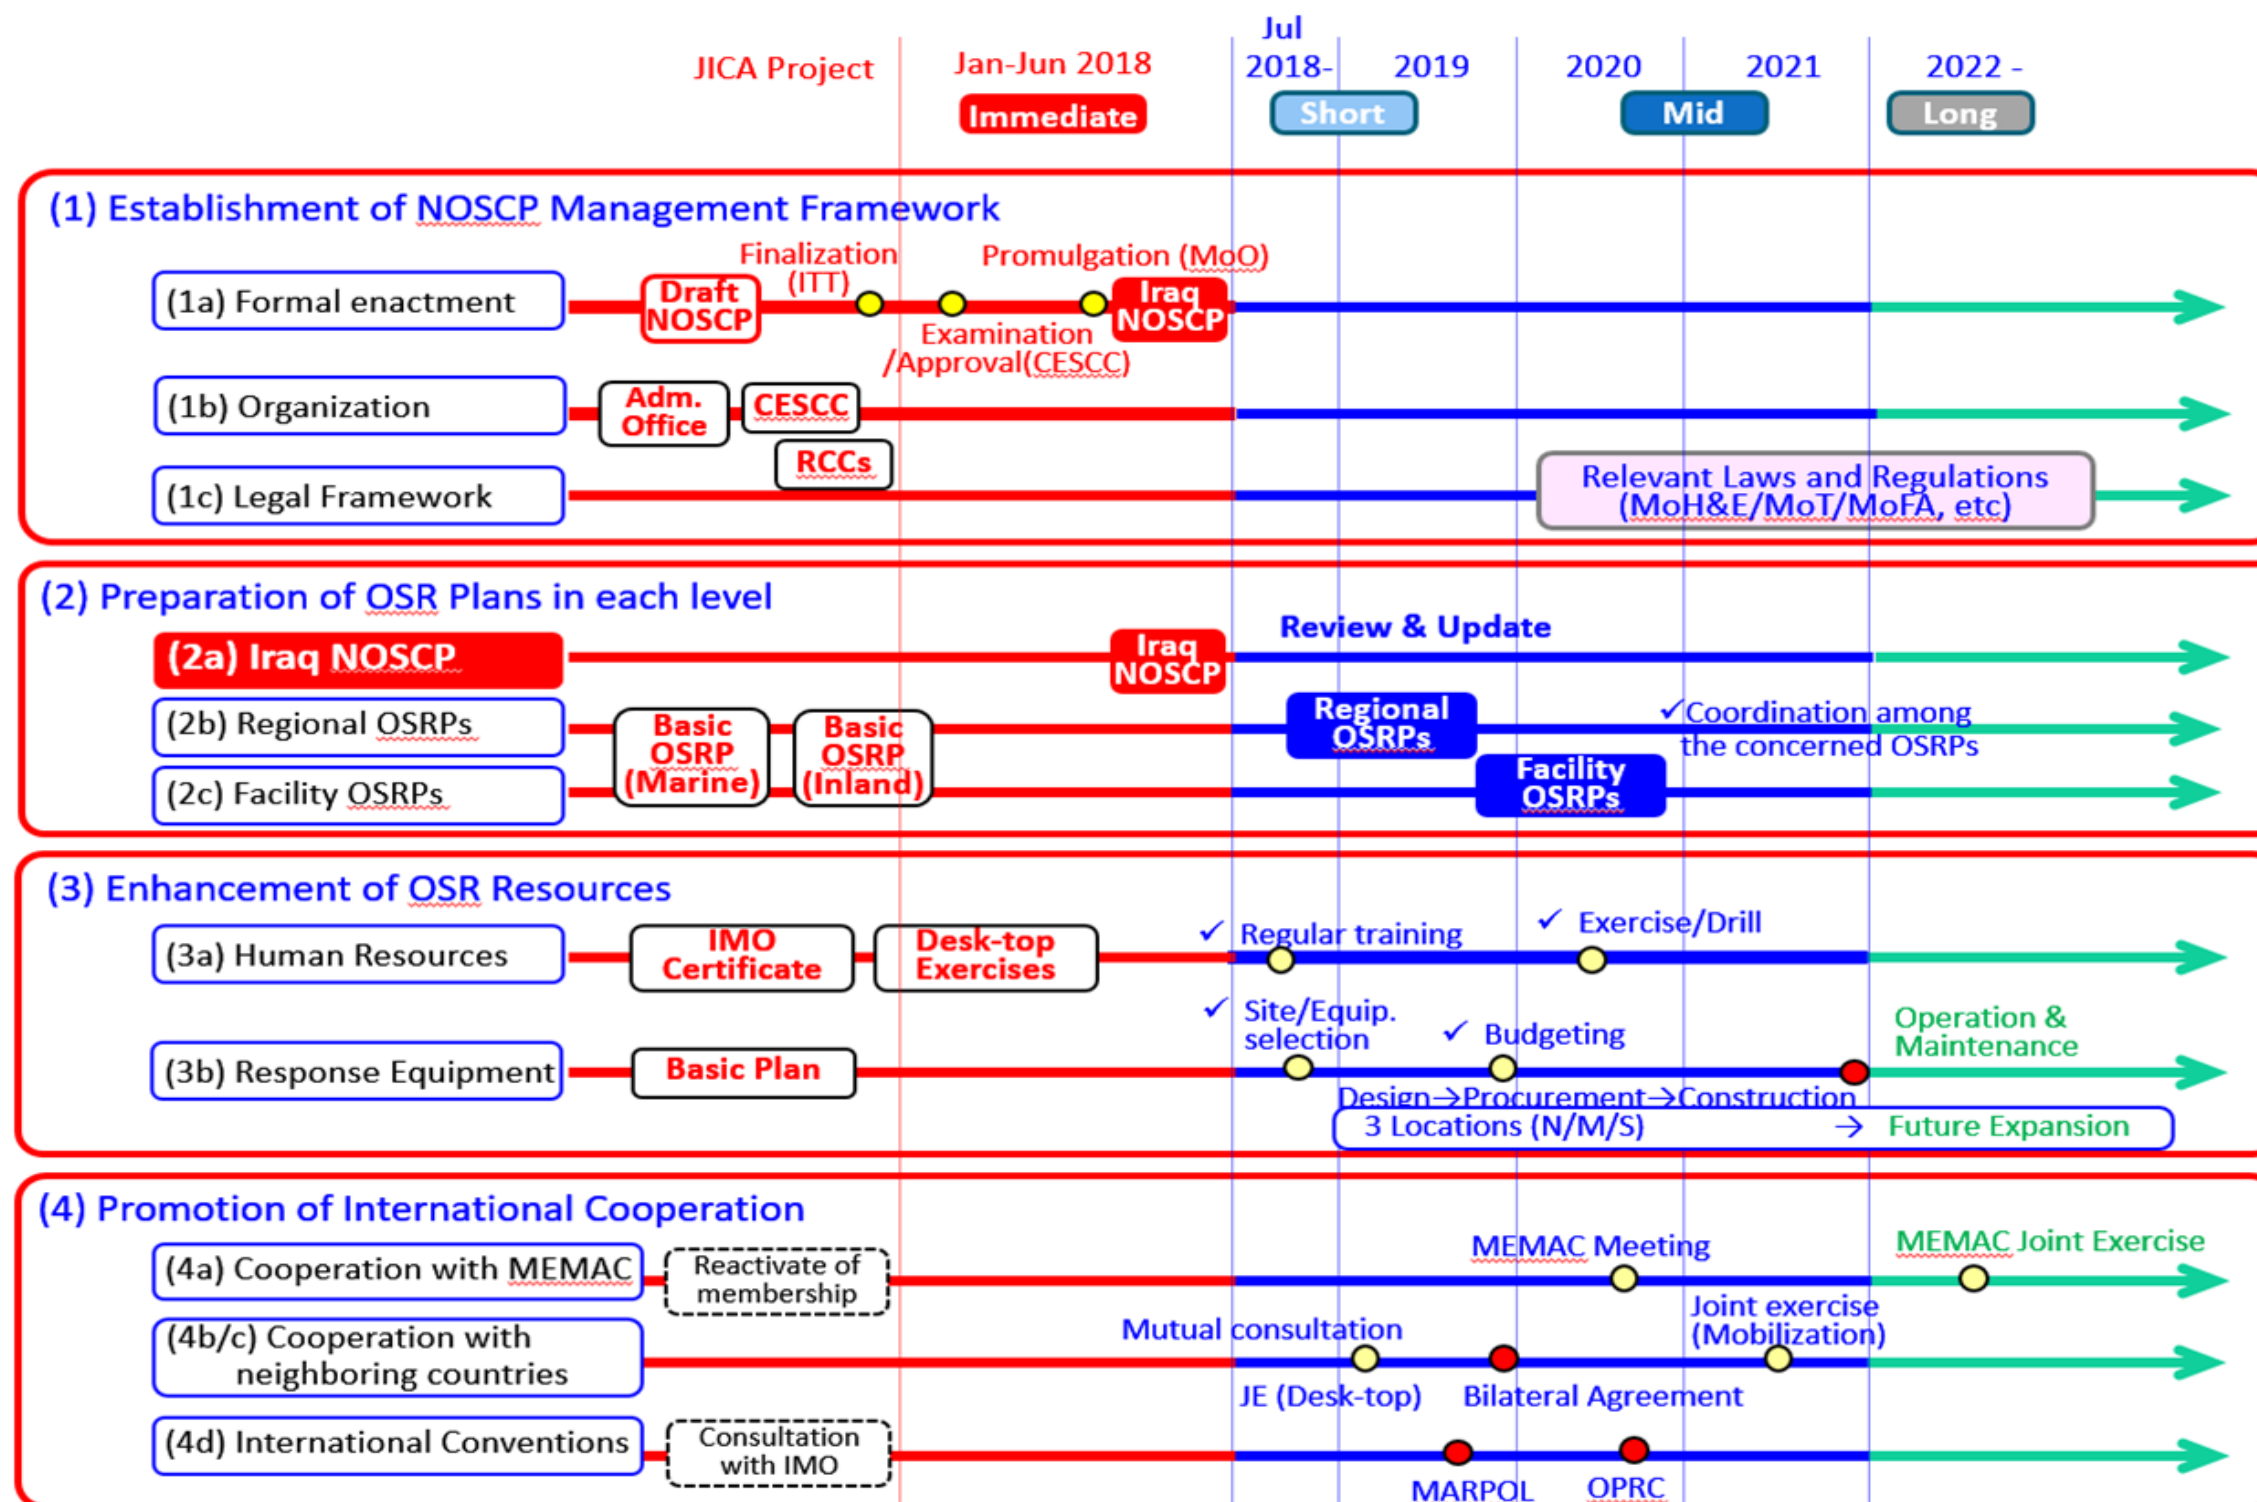 Jul
JICA Project
Jan-Jun 2018
2018-
2019
2020
2021
2022 -
Immediate
Short
Mid
Long
(1) Establishment of NOSCP Management Framework
Finalization
(ITT)
Promulgation (MoO)
(1a) Formal enactment
Draft
NOSCP
Iraq
NOSCP
Examination
/Approval(CESCC)
(1b) Organization
Adm.
Office
CESCC
RCCs
(1c) Legal Framework
Relevant Laws and Regulations
(MoH&E/MoT/MoFA, etc)
(2) Preparation of OSR Plans in each level
(2a) Iraq NOSCP
Iraq
NOSCP
Review & Update
(2b) Regional OSRPs
Basic
OSRP
(Marine)
Basic
OSRP
(Inland)
Regional
OSRPs
✓Coordination among
the concerned OSRPs
(2c) Facility OSRPs
Facility
OSRPs
(3) Enhancement of OSR Resources
(3a) Human Resources
IMO
Certificate
Desk-top
Exercises
✓ Regular training
✓ Exercise/Drill
✓ Site/Equip.
selection
✓ Budgeting
Operation &
Maintenance
(3b) Response Equipment
Basic Plan
Design→Procurement→Construction
3 Locations (N/M/S) → Future Expansion
(4) Promotion of International Cooperation
(4a) Cooperation with MEMAC
Reactivate of
membership
MEMAC Meeting
MEMAC Joint Exercise
(4b/c) Cooperation with
neighboring countries
Mutual consultation
Joint exercise
(Mobilization)
JE (Desk-top)
Bilateral Agreement
(4d) International Conventions
Consultation
with IMO
MARPOL
OPRC